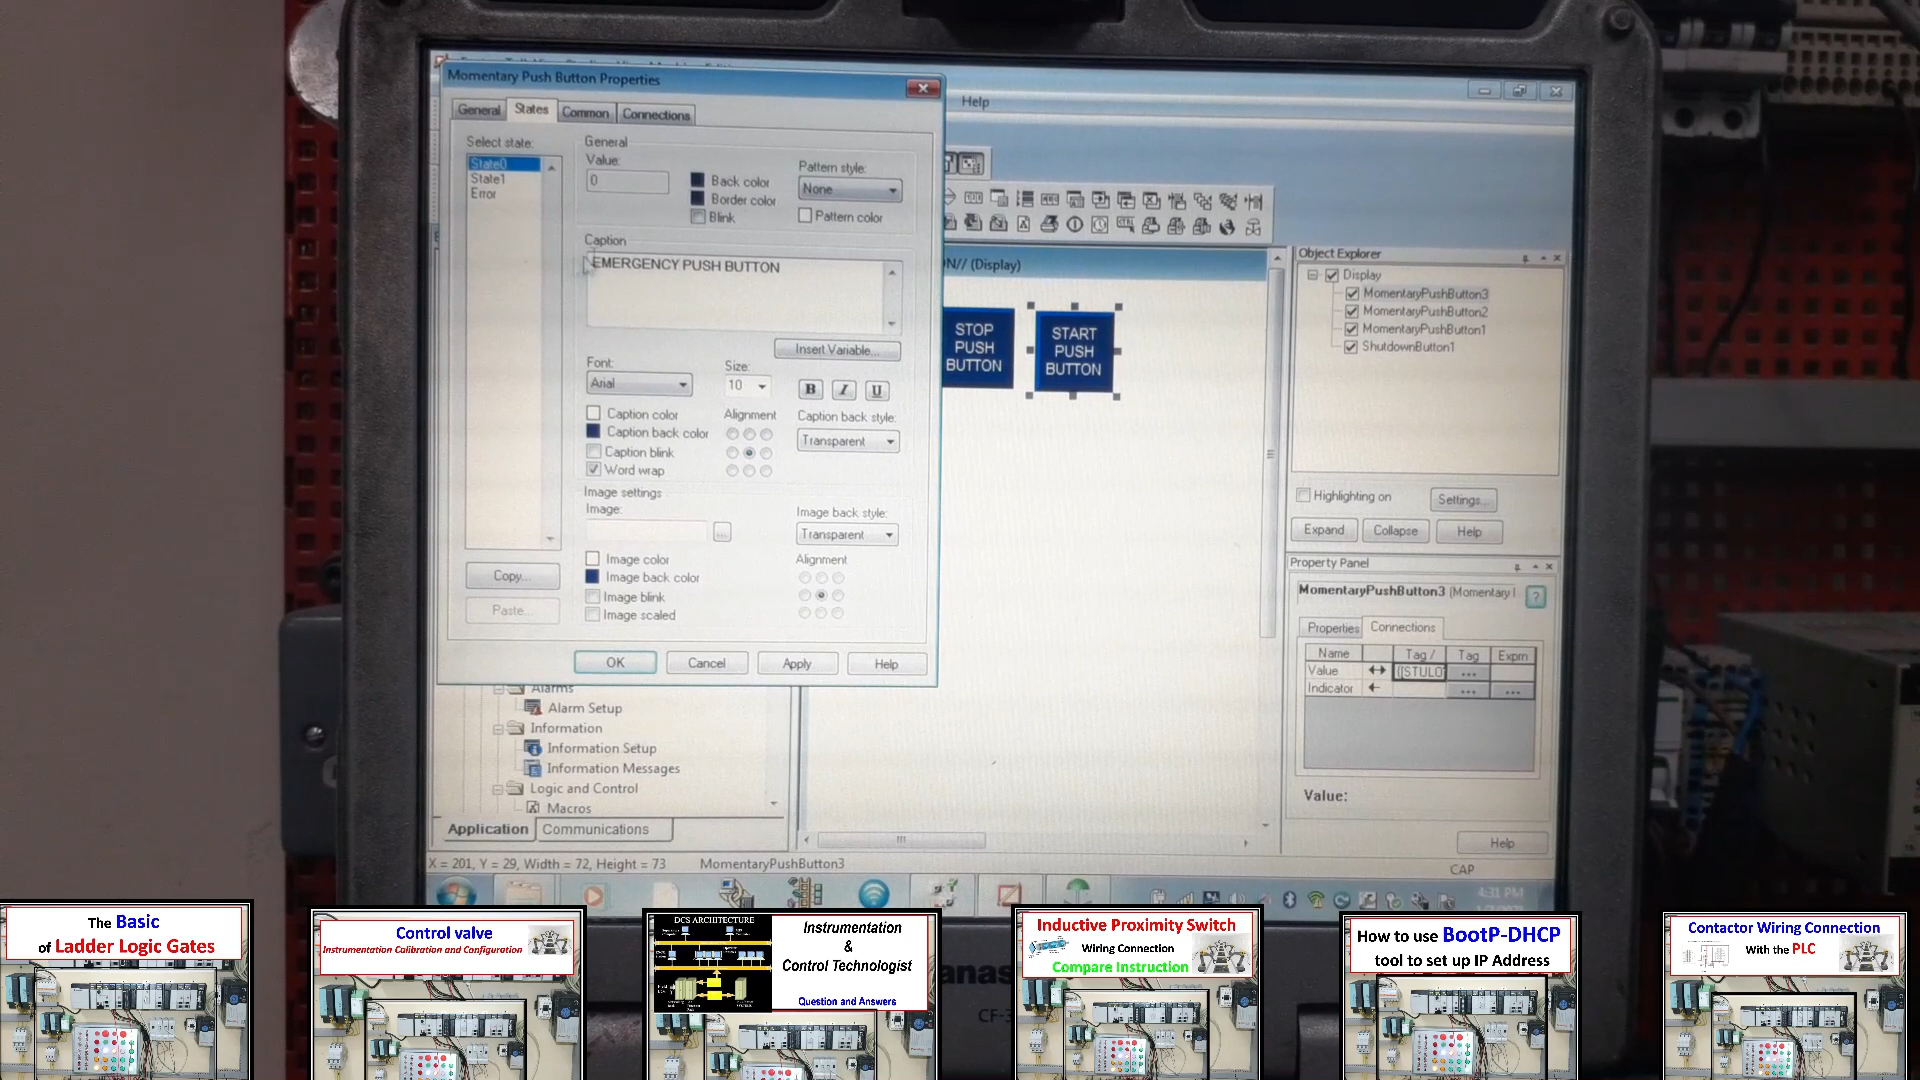 Momentary Push Button Properties
General States Common Connections
Help
Select state:
State0
State1
Error
General
Value:
0
Back color
Border color
Blink
Pattern style:
None
Pattern color
Caption
EMERGENCY PUSH BUTTON
Insert Variable...
Font:
Arial
Size:
10
B I U
Caption color
Caption back color
Caption blink
Word wrap
Alignment
Caption back style:
Transparent
Image settings
Image:
...
Image back style:
Transparent
Image color
Image back color
Image blink
Image scaled
Alignment
Copy...
Paste...
OK Cancel Apply Help
(Display)
STOP
PUSH
BUTTON
START
PUSH
BUTTON
Object Explorer
Display
MomentaryPushButton3
MomentaryPushButton2
MomentaryPushButton1
ShutdownButton1
Highlighting on
Settings...
Expand Collapse Help
Property Panel
MomentaryPushButton3 (Momentary
Properties Connections
Name Tag / Tag Exprn
Value ... 
Indicator ... ...
Value:
Help
Alarms
Alarm Setup
Information
Information Setup
Information Messages
Logic and Control
Macros
Application Communications
X = 201, Y = 29, Width = 72, Height = 73 MomentaryPushButton3
CAP
4:31 PM
The Basic
of Ladder Logic Gates
Control valve
Instrumentation Calibration and Configuration
DCS ARCHITECTURE
Instrumentation
&
Control Technologist
Question and Answers
Inductive Proximity Switch
Wiring Connection
Compare Instruction
How to use BootP-DHCP
tool to set up IP Address
Contactor Wiring Connection
With the PLC